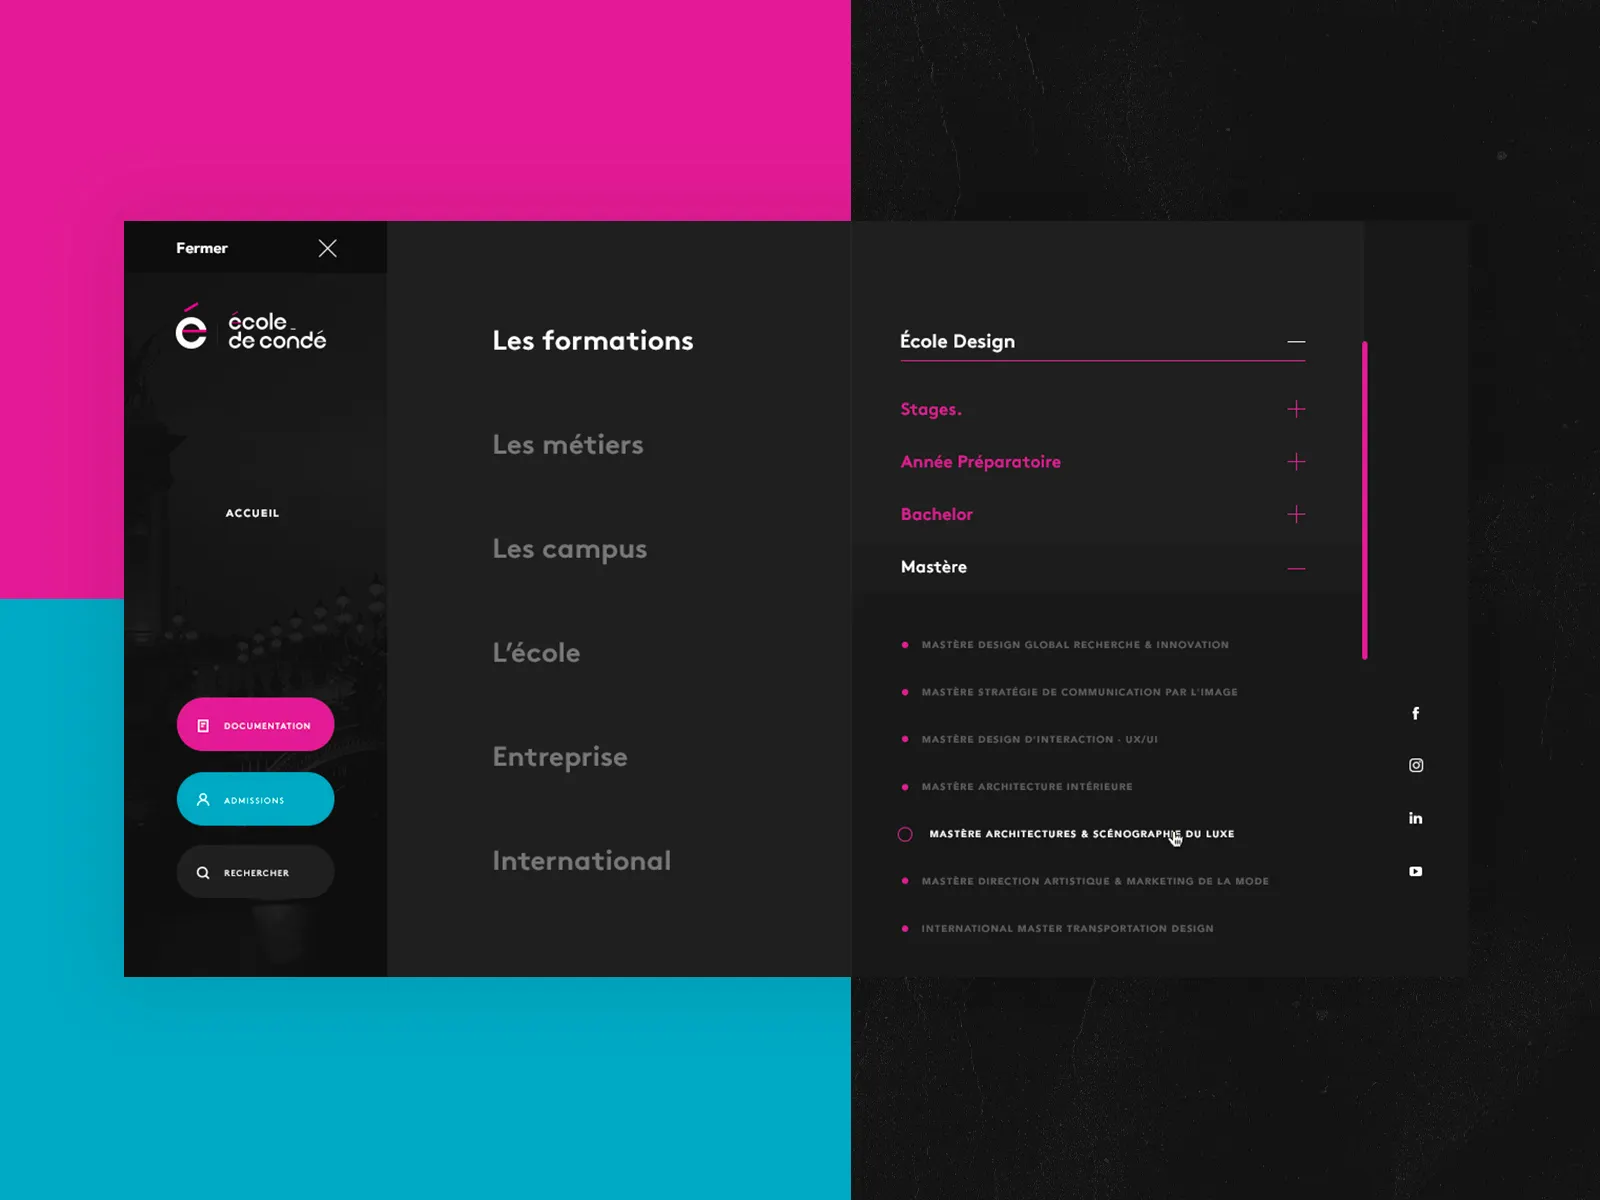 Fermer
é
école
de condé
ACCUEIL
DOCUMENTATION
ADMISSIONS
RECHERCHER
Les formations
Les métiers
Les campus
L’école
Entreprise
International
École Design
Stages.
Année Préparatoire
Bachelor
Mastère
MASTÈRE DESIGN GLOBAL RECHERCHE & INNOVATION
MASTÈRE STRATÉGIE DE COMMUNICATION PAR L'IMAGE
MASTÈRE DESIGN D'INTERACTION - UX/UI
MASTÈRE ARCHITECTURE INTÉRIEURE
MASTÈRE ARCHITECTURES & SCÉNOGRAPHIE DU LUXE
MASTÈRE DIRECTION ARTISTIQUE & MARKETING DE LA MODE
INTERNATIONAL MASTER TRANSPORTATION DESIGN
f
in